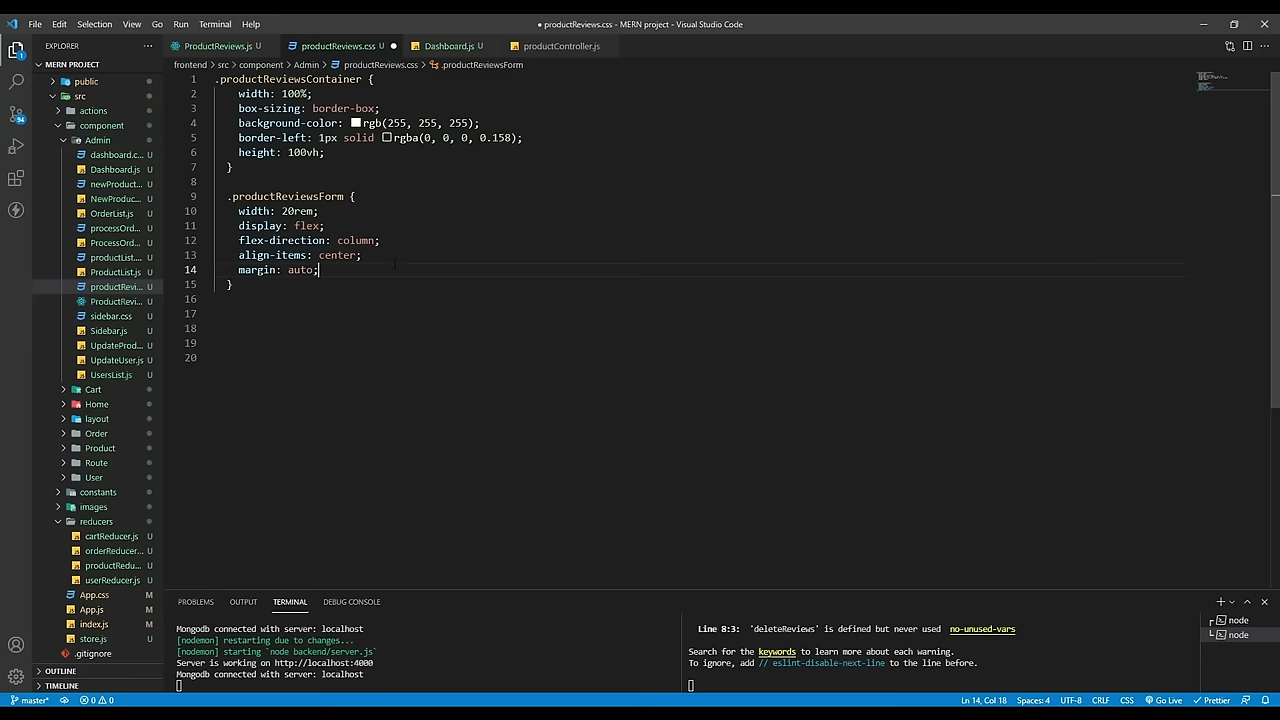 File Edit Selection View Go Run Terminal Help
● productReviews.css - MERN project - Visual Studio Code
EXPLORER
ProductReviews.js U
productReviews.css U
Dashboard.js U
productController.js
MERN PROJECT
frontend > src > component > Admin > productReviews.css > .productReviewsForm
public
src
actions
component
Admin
dashboard.c... U
Dashboard.js U
newProduct... U
NewProduc... U
OrderList.js U
processOrd... U
ProcessOrd... U
productList.... U
ProductList.js U
productRevi... U
ProductRevi... U
sidebar.css U
Sidebar.js U
UpdateProd... U
UpdateUser.js U
UsersList.js U
Cart
Home
layout
Order
Product
Route
User
constants
images
reducers
cartReducer.js U
orderReducer... U
productRedu... U
userReducer.js U
App.css M
App.js M
index.js M
store.js U
.gitignore
OUTLINE
TIMELINE
1 .productReviewsContainer {
2 width: 100%;
3 box-sizing: border-box;
4 background-color: rgb(255, 255, 255);
5 border-left: 1px solid rgba(0, 0, 0, 0.158);
6 height: 100vh;
7 }
8
9 .productReviewsForm {
10 width: 20rem;
11 display: flex;
12 flex-direction: column;
13 align-items: center;
14 margin: auto;
15 }
16
17
18
19
20
PROBLEMS OUTPUT TERMINAL DEBUG CONSOLE
Mongodb connected with server: localhost
[nodemon] restarting due to changes...
[nodemon] starting `node backend/server.js`
Server is working on http://localhost:4000
Mongodb connected with server: localhost
Line 8:3: 'deleteReviews' is defined but never used no-unused-vars
Search for the keywords to learn more about each warning.
To ignore, add // eslint-disable-next-line to the line before.
node
node
master* 0 0
Ln 14, Col 18 Spaces: 4 UTF-8 CRLF CSS Go Live Prettier